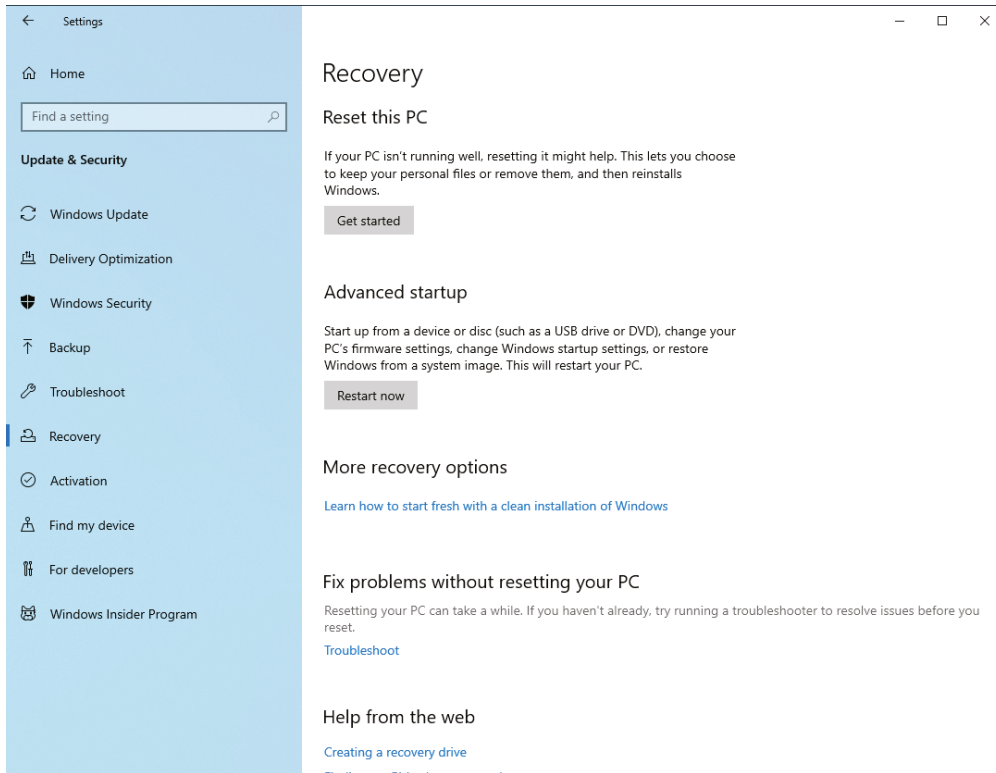 Settings
Home
Find a setting
Update & Security
Windows Update
Delivery Optimization
Windows Security
Backup
Troubleshoot
Recovery
Activation
Find my device
For developers
Windows Insider Program
Recovery
Reset this PC
If your PC isn't running well, resetting it might help. This lets you choose
to keep your personal files or remove them, and then reinstalls
Windows.
Get started
Advanced startup
Start up from a device or disc (such as a USB drive or DVD), change your
PC's firmware settings, change Windows startup settings, or restore
Windows from a system image. This will restart your PC.
Restart now
More recovery options
Learn how to start fresh with a clean installation of Windows
Fix problems without resetting your PC
Resetting your PC can take a while. If you haven't already, try running a troubleshooter to resolve issues before you
reset.
Troubleshoot
Help from the web
Creating a recovery drive